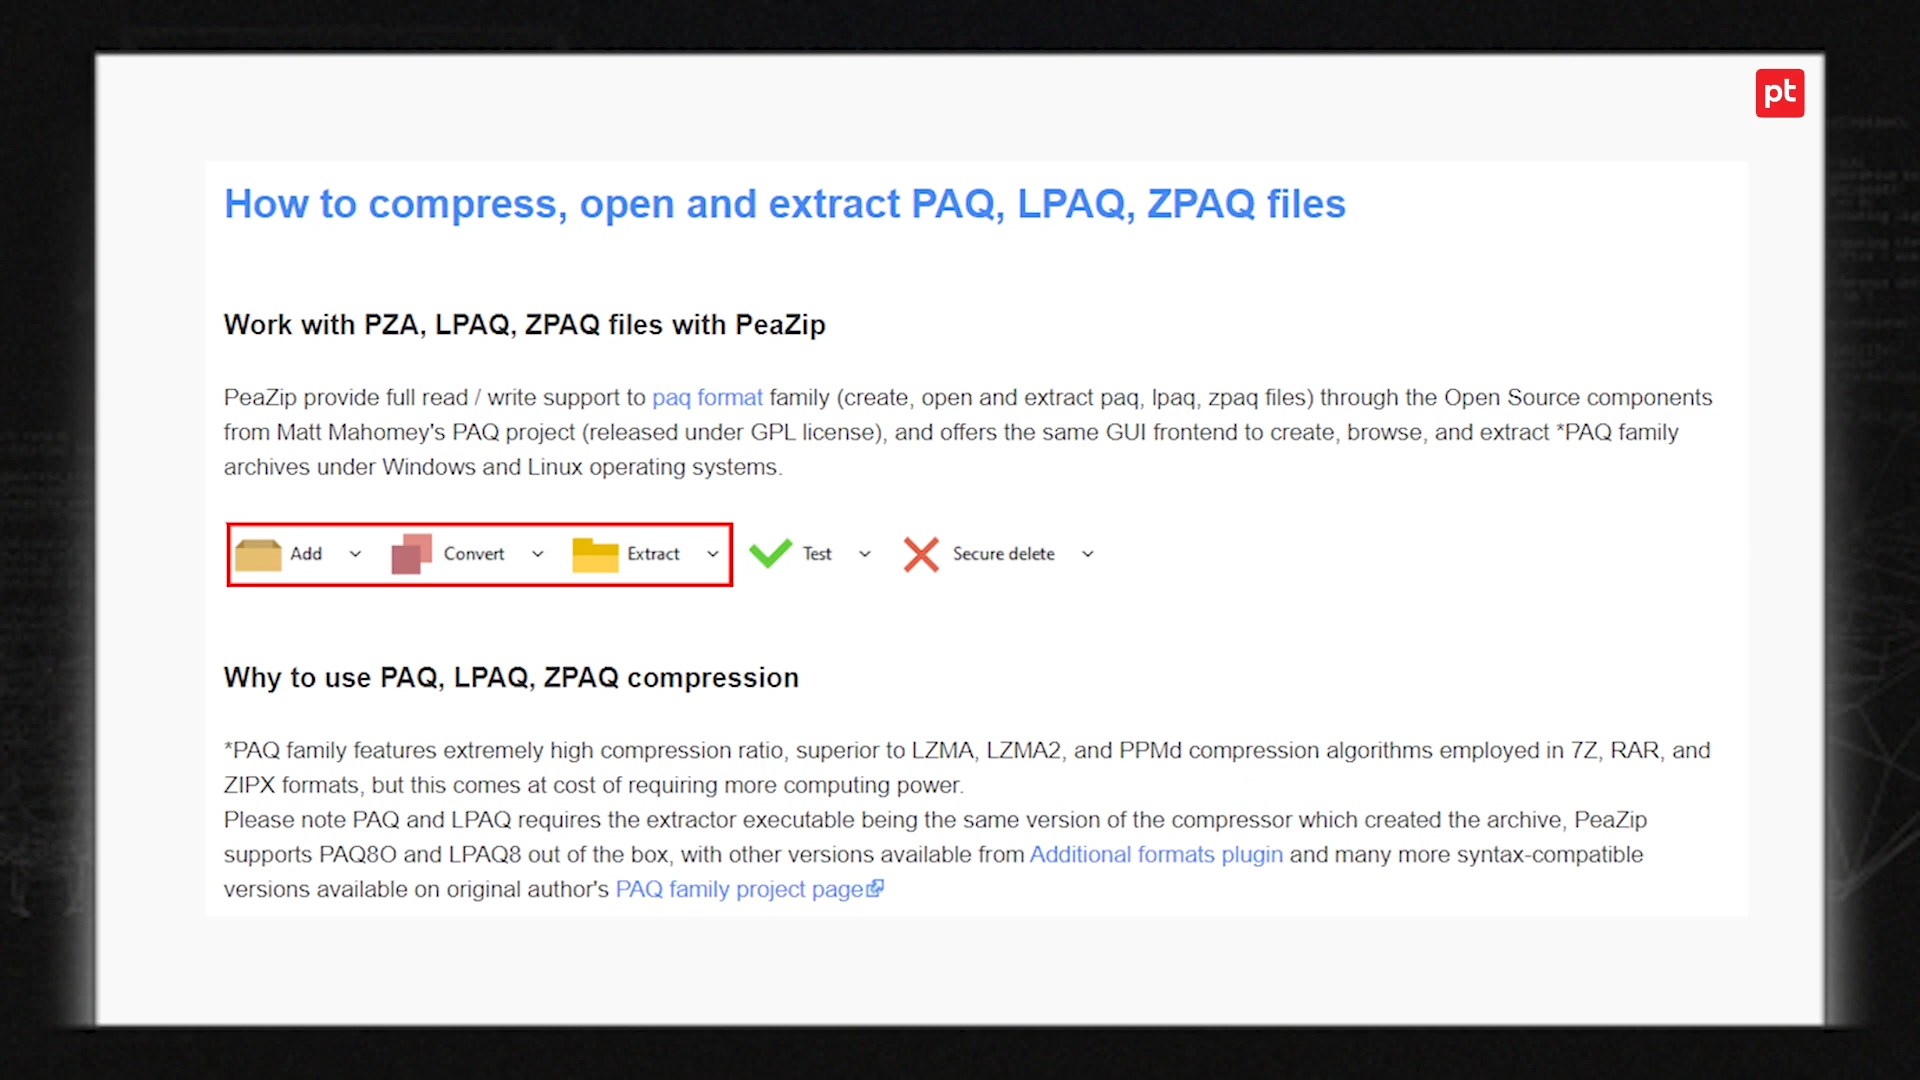 pt
How to compress, open and extract PAQ, LPAQ, ZPAQ files
Work with PZA, LPAQ, ZPAQ files with PeaZip
PeaZip provide full read / write support to paq format family (create, open and extract paq, lpaq, zpaq files) through the Open Source components
from Matt Mahomey's PAQ project (released under GPL license), and offers the same GUI frontend to create, browse, and extract *PAQ family
archives under Windows and Linux operating systems.
Add Convert Extract Test Secure delete
Why to use PAQ, LPAQ, ZPAQ compression
*PAQ family features extremely high compression ratio, superior to LZMA, LZMA2, and PPMd compression algorithms employed in 7Z, RAR, and
ZIPX formats, but this comes at cost of requiring more computing power.
Please note PAQ and LPAQ requires the extractor executable being the same version of the compressor which created the archive, PeaZip
supports PAQ8O and LPAQ8 out of the box, with other versions available from Additional formats plugin and many more syntax-compatible
versions available on original author's PAQ family project page